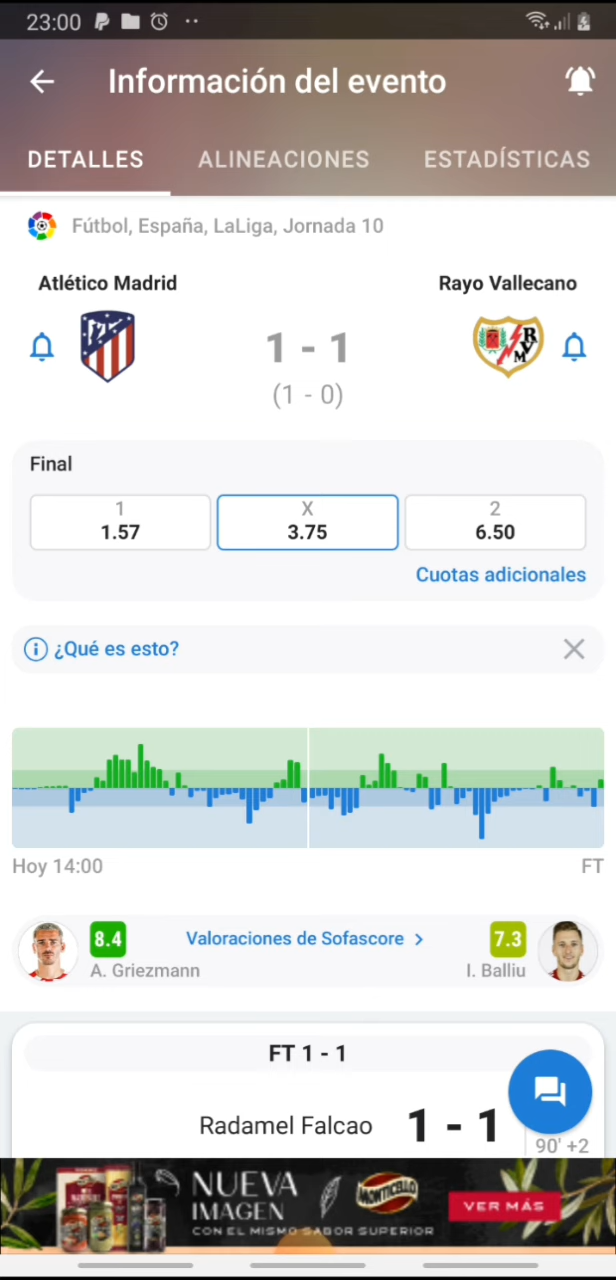 23:00
Información del evento
DETALLES
ALINEACIONES
ESTADÍSTICAS
Fútbol, España, LaLiga, Jornada 10
Atlético Madrid
Rayo Vallecano
1 - 1
(1 - 0)
RVM
Final
1
X
2
1.57
3.75
6.50
Cuotas adicionales
¿Qué es esto?
Hoy 14:00
FT
8.4
Valoraciones de Sofascore >
7.3
A. Griezmann
I. Balliu
FT 1 - 1
Radamel Falcao
1 - 1
90' +2
NUEVA
IMAGEN
CON EL MISMO SABOR SUPERIOR
MONTICELLO
VER MÁS